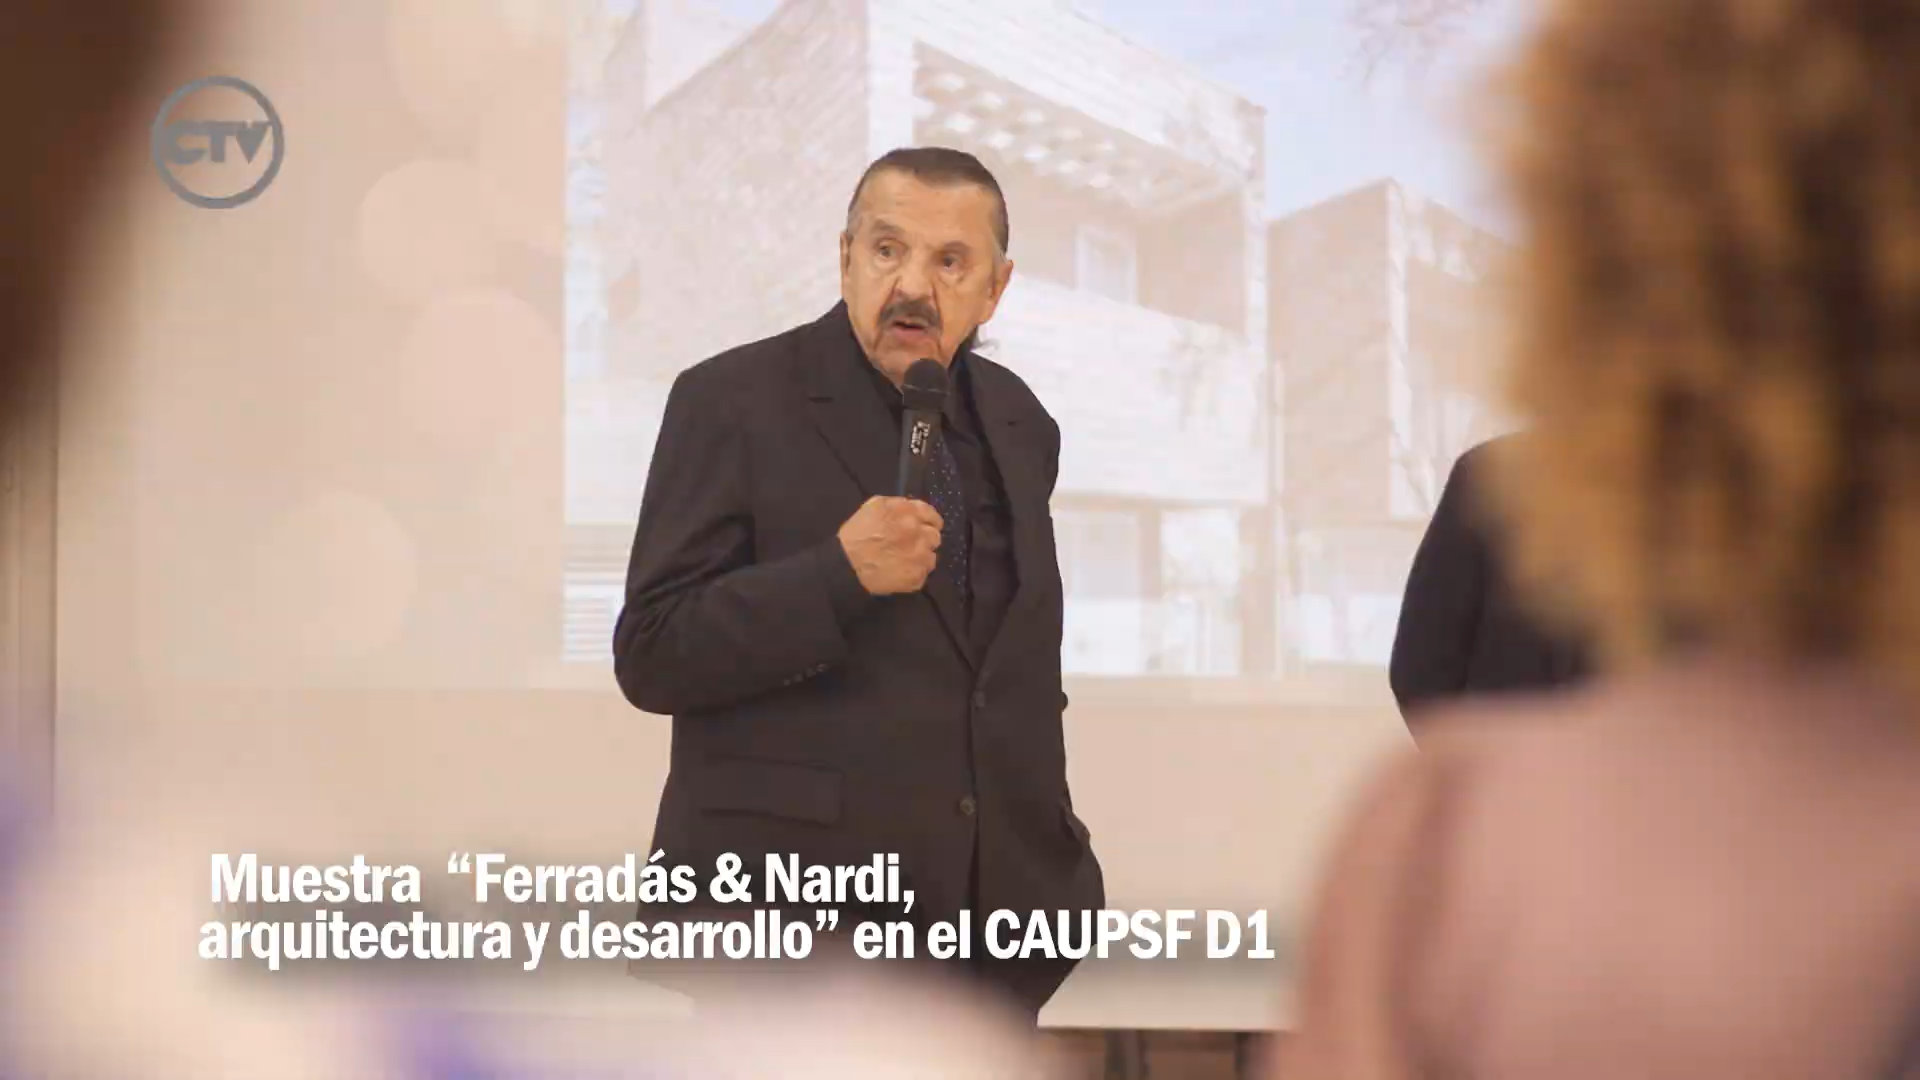 CTV
Muestra “Ferradás & Nardi,
arquitectura y desarrollo” en el CAUPSF D1